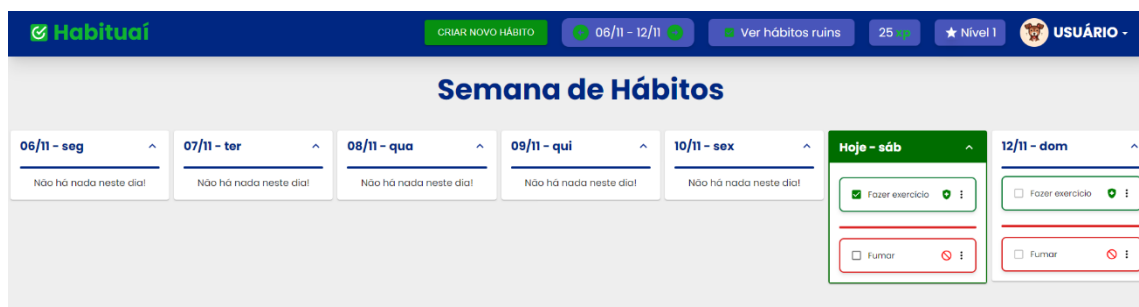 Habituaí
CRIAR NOVO HÁBITO
06/11 - 12/11
Ver hábitos ruins
25 xp
Nível 1
USUÁRIO
Semana de Hábitos
06/11 - seg
Não há nada neste dia!
07/11 - ter
Não há nada neste dia!
08/11 - qua
Não há nada neste dia!
09/11 - qui
Não há nada neste dia!
10/11 - sex
Não há nada neste dia!
Hoje - sáb
Fazer exercício
Fumar
12/11 - dom
Fazer exercício
Fumar